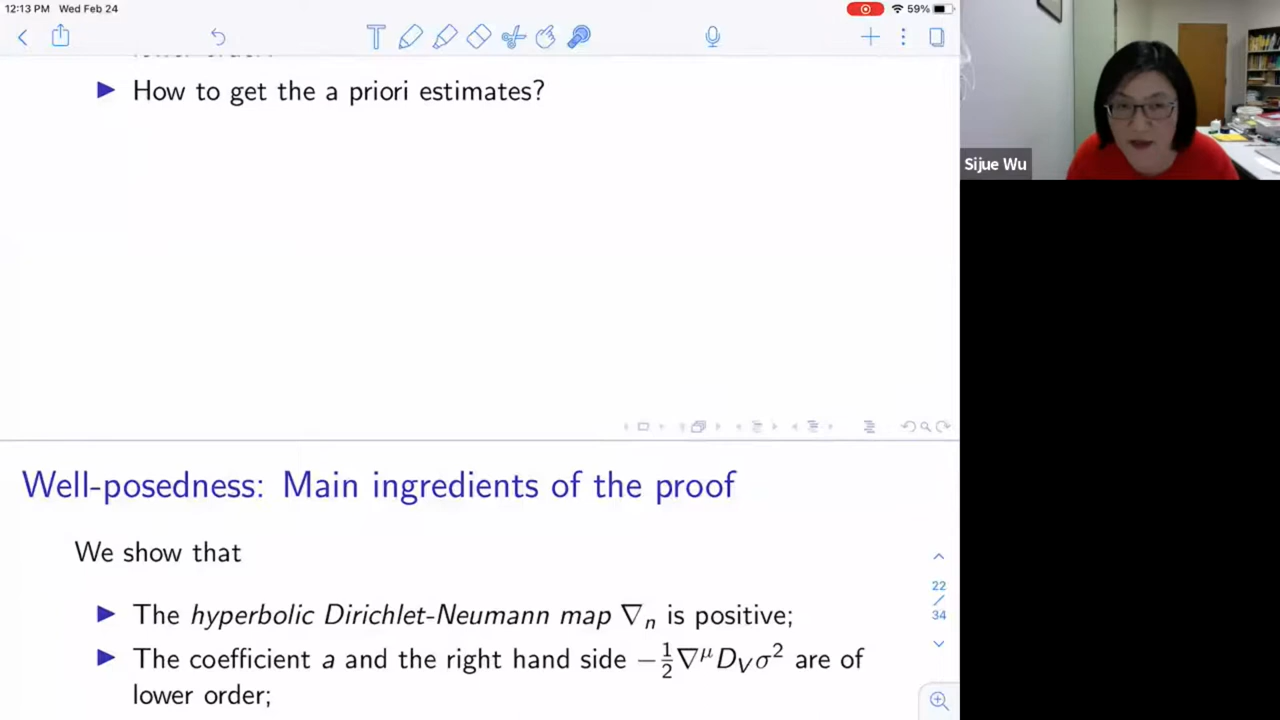 12:13 PM Wed Feb 24
59%
How to get the a priori estimates?
Sijue Wu
Well-posedness: Main ingredients of the proof
We show that
The hyperbolic Dirichlet-Neumann map ∇ₙ is positive;
The coefficient a and the right hand side −½∇^μ D_V σ² are of
lower order;
22
/
34